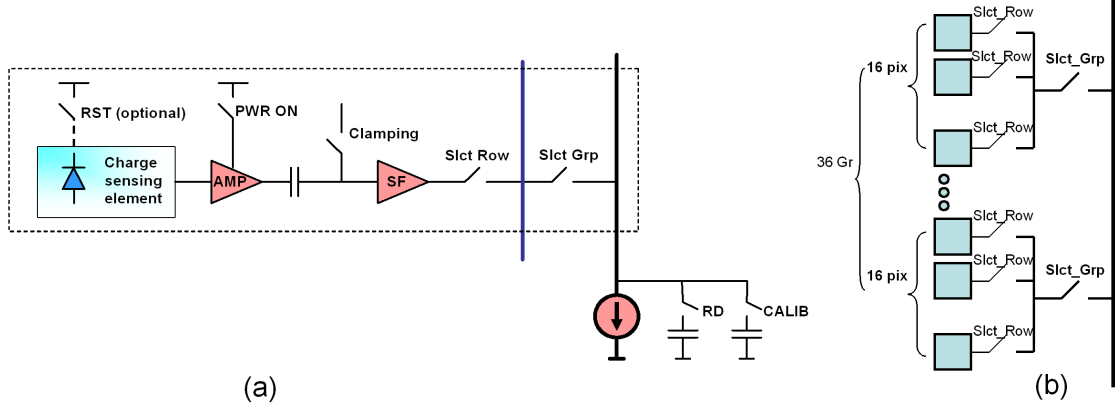 RST (optional)
PWR ON
Clamping
Charge
sensing
element
AMP
SF
Slct Row
Slct Grp
RD
CALIB
(a)
Slct_Row
Slct_Row
Slct_Grp
16 pix
Slct_Row
36 Gr
Slct_Row
Slct_Row
Slct_Grp
16 pix
Slct_Row
(b)